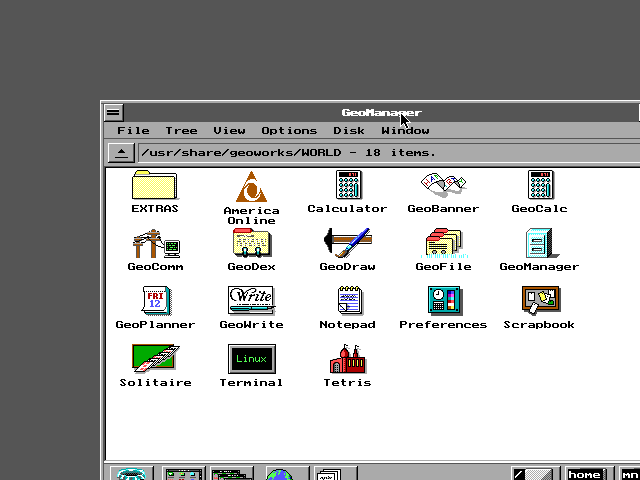 GeoManager
File Tree View Options Disk Window
/usr/share/geoworks/WORLD - 18 items.
EXTRAS America Online Calculator GeoBanner GeoCalc
GeoComm GeoDex GeoDraw GeoFile GeoManager
FRI
12
Write
GeoPlanner GeoWrite Notepad Preferences Scrapbook
Linux
Solitaire Terminal Tetris
/ home mn